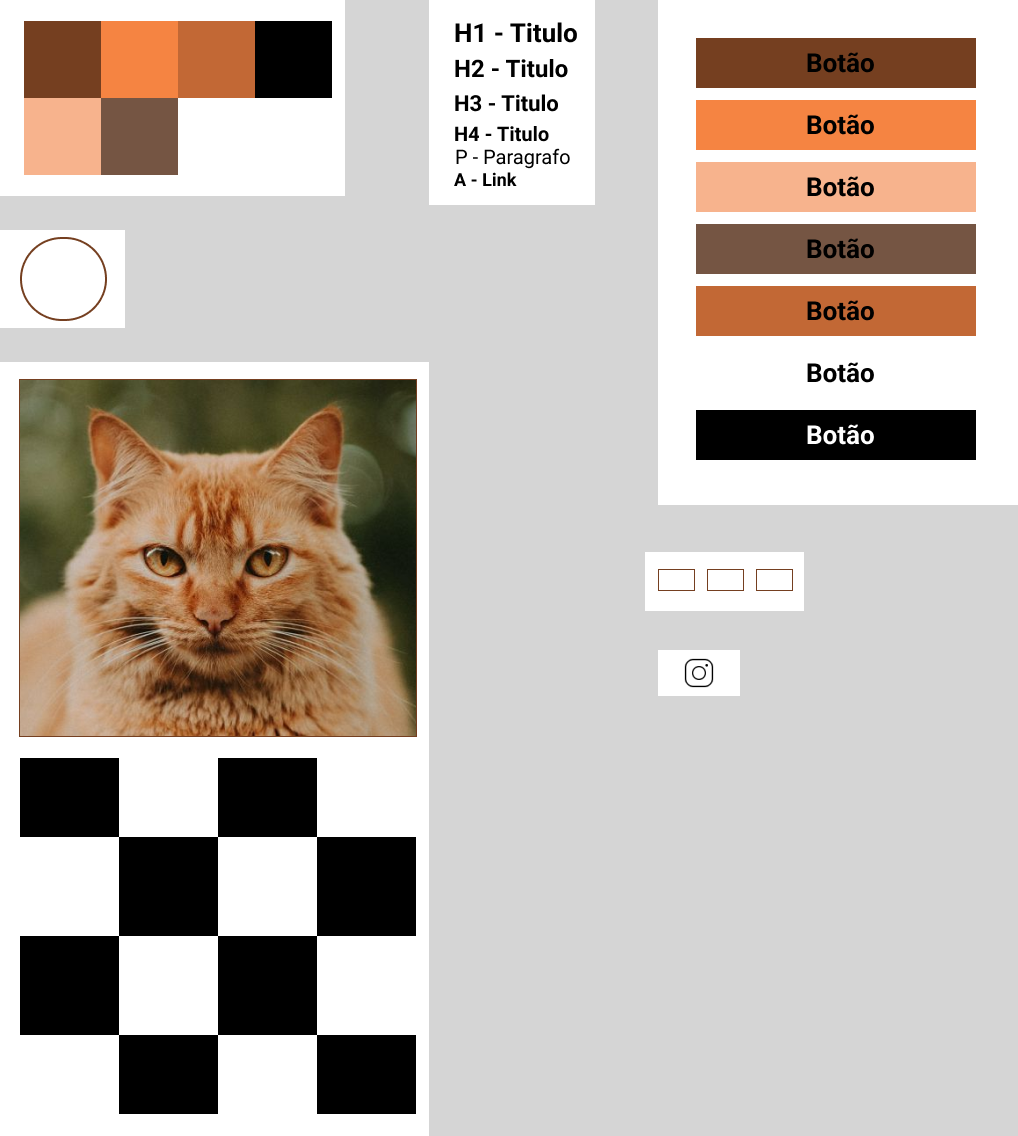 H1 - Titulo
H2 - Titulo
H3 - Titulo
H4 - Titulo
P - Paragrafo
A - Link
Botão
Botão
Botão
Botão
Botão
Botão
Botão